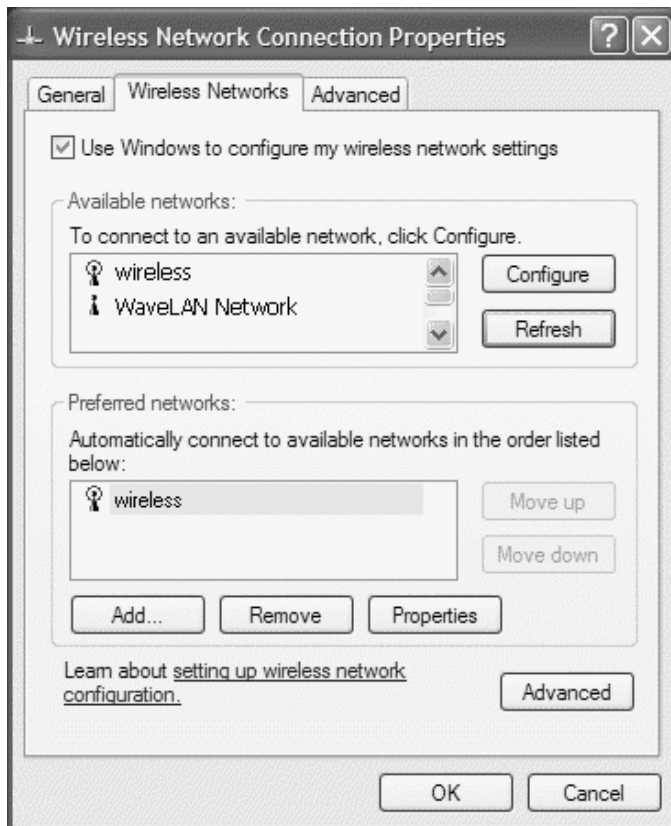 Wireless Network Connection Properties
General Wireless Networks Advanced
Use Windows to configure my wireless network settings
Available networks:
To connect to an available network, click Configure.
wireless
WaveLAN Network
Configure
Refresh
Preferred networks:
Automatically connect to available networks in the order listed
below:
wireless
Move up
Move down
Add... Remove Properties
Learn about setting up wireless network
configuration.
Advanced
OK Cancel